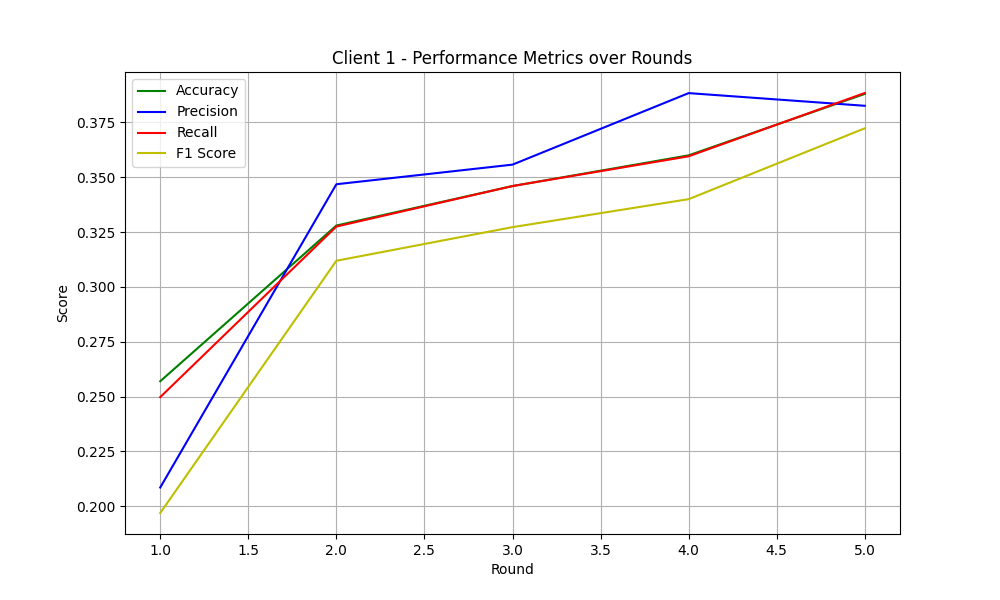 Client 1 - Performance Metrics over Rounds
Accuracy
Precision
Recall
F1 Score
Score
0.375
0.350
0.325
0.300
0.275
0.250
0.225
0.200
1.0 1.5 2.0 2.5 3.0 3.5 4.0 4.5 5.0
Round